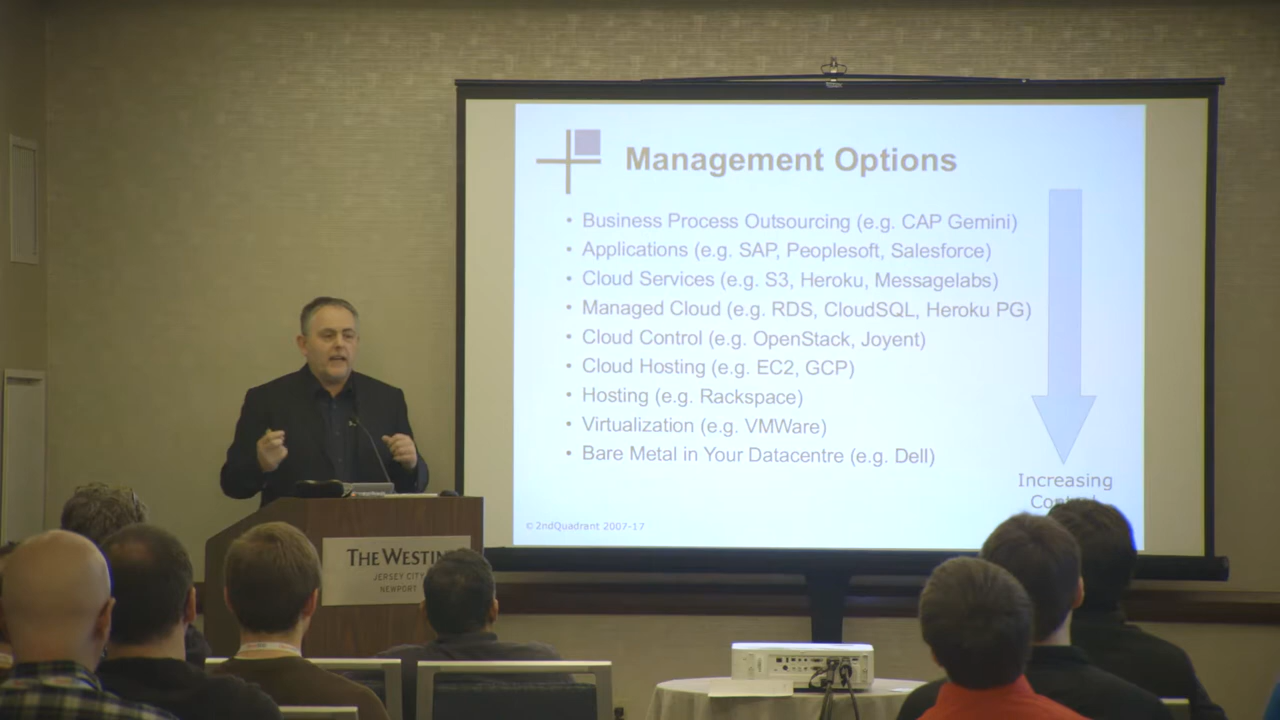 Management Options
• Business Process Outsourcing (e.g. CAP Gemini)
• Applications (e.g. SAP, Peoplesoft, Salesforce)
• Cloud Services (e.g. S3, Heroku, Messagelabs)
• Managed Cloud (e.g. RDS, CloudSQL, Heroku PG)
• Cloud Control (e.g. OpenStack, Joyent)
• Cloud Hosting (e.g. EC2, GCP)
• Hosting (e.g. Rackspace)
• Virtualization (e.g. VMWare)
• Bare Metal in Your Datacentre (e.g. Dell)
Increasing
© 2ndQuadrant 2007-17
THE WESTIN
JERSEY CITY
NEWPORT